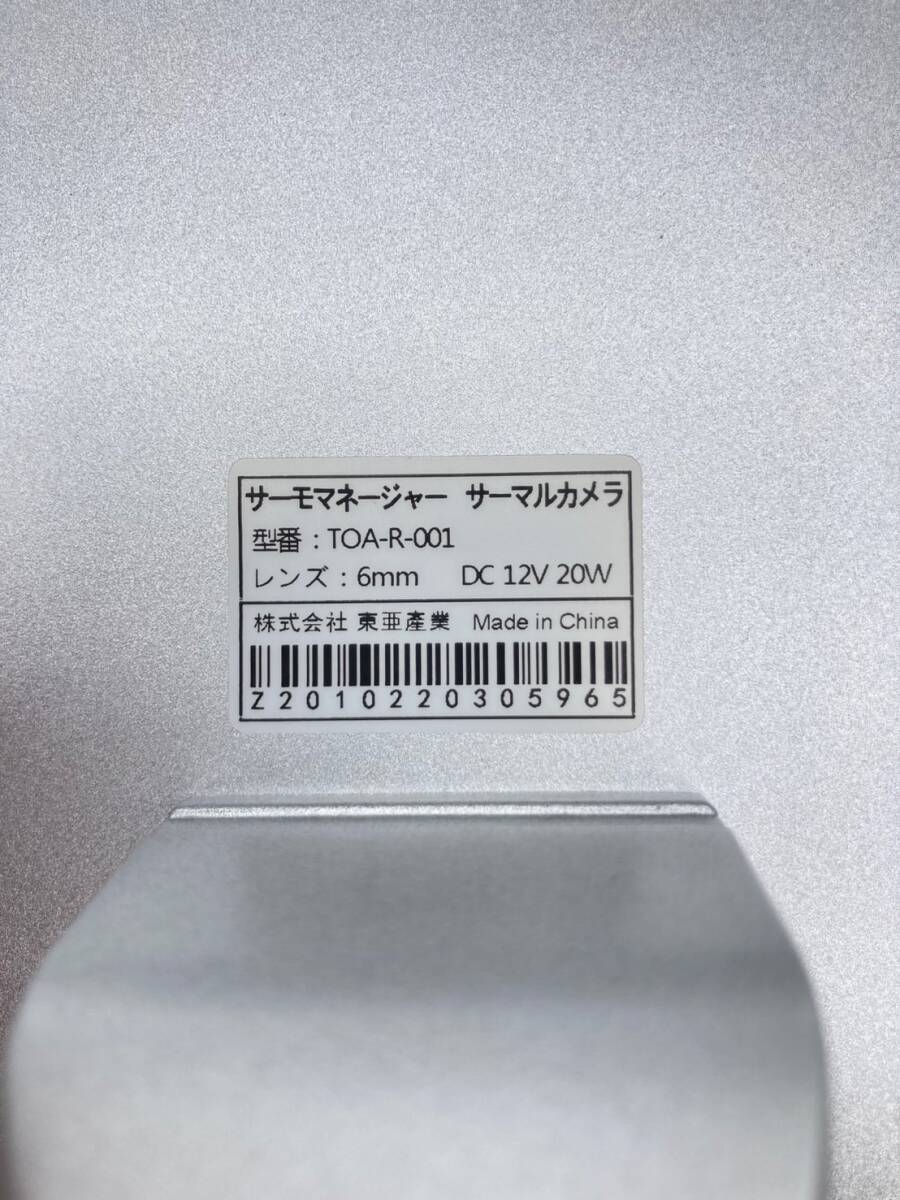 サーモマネージャー サーマルカメラ
型番：TOA-R-001
レンズ：6mm DC 12V 20W
株式会社 東亜産業 Made in China
Z2010220305965